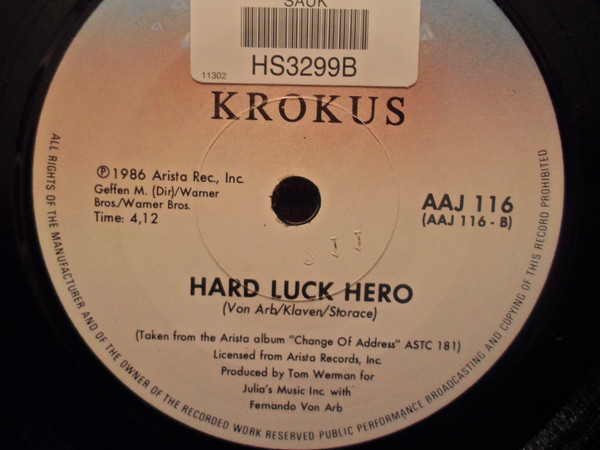 SAUK
11302
HS3299B
KROKUS
℗1986 Arista Rec., Inc.
Geffen M. (Dir)/Warner
Bros./Warner Bros.
Time: 4,12
AAJ 116
(AAJ 116 - B)
HARD LUCK HERO
(Von Arb/Klaven/Storace)
(Taken from the Arista album "Change Of Address" ASTC 181)
Licensed from Arista Records, Inc.
Produced by Tom Werman for
Julia's Music Inc with
Fernando Von Arb
ALL RIGHTS OF THE MANUFACTURER AND OF THE OWNER OF THE RECORDED WORK RESERVED PUBLIC PERFORMANCE BROADCASTING AND COPYING OF THIS RECORD PROHIBITED